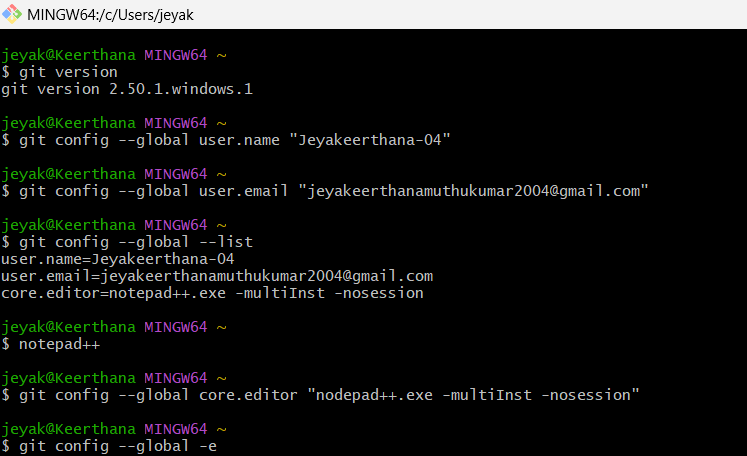 MINGW64:/c/Users/jeyak
jeyak@Keerthana MINGW64 ~
$ git version
git version 2.50.1.windows.1
jeyak@Keerthana MINGW64 ~
$ git config --global user.name "Jeyakeerthana-04"
jeyak@Keerthana MINGW64 ~
$ git config --global user.email "jeyakeerthanamuthukumar2004@gmail.com"
jeyak@Keerthana MINGW64 ~
$ git config --global --list
user.name=Jeyakeerthana-04
user.email=jeyakeerthanamuthukumar2004@gmail.com
core.editor=notepad++.exe -multiInst -nosession
jeyak@Keerthana MINGW64 ~
$ notepad++
jeyak@Keerthana MINGW64 ~
$ git config --global core.editor "nodepad++.exe -multiInst -nosession"
jeyak@Keerthana MINGW64 ~
$ git config --global -e